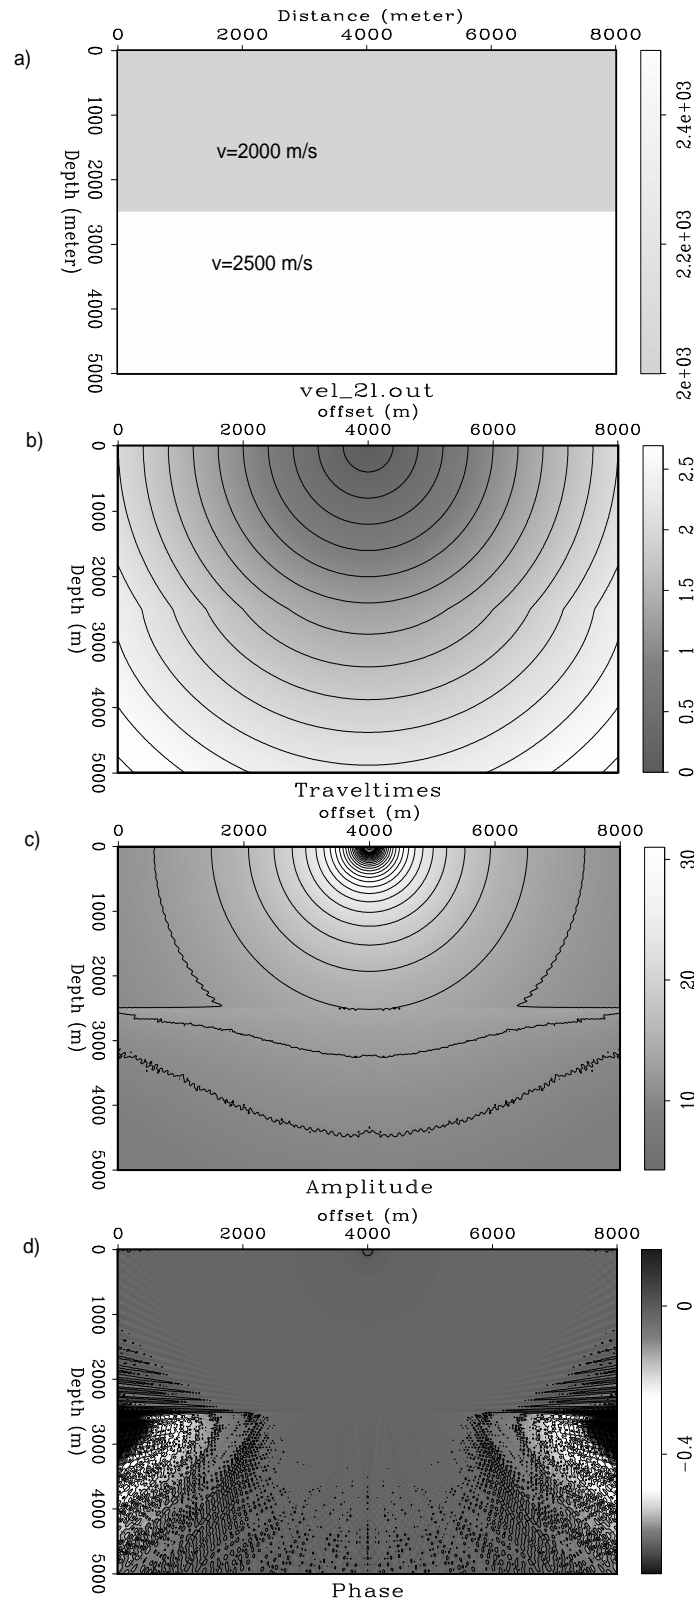 Distance (meter)
0 2000 4000 6000 8000
a)
0 1000 2000 3000 4000 5000
Depth (meter)
v=2000 m/s
v=2500 m/s
2e+03 2.2e+03 2.4e+03
vel_2l.out
offset (m)
0 2000 4000 6000 8000
b)
0 1000 2000 3000 4000 5000
Depth (m)
0 0.5 1 1.5 2 2.5
Traveltimes
offset (m)
0 2000 4000 6000 8000
c)
0 1000 2000 3000 4000 5000
Depth (m)
10 20 30
Amplitude
offset (m)
0 2000 4000 6000 8000
d)
0 1000 2000 3000 4000 5000
Depth (m)
−0.4 0
Phase